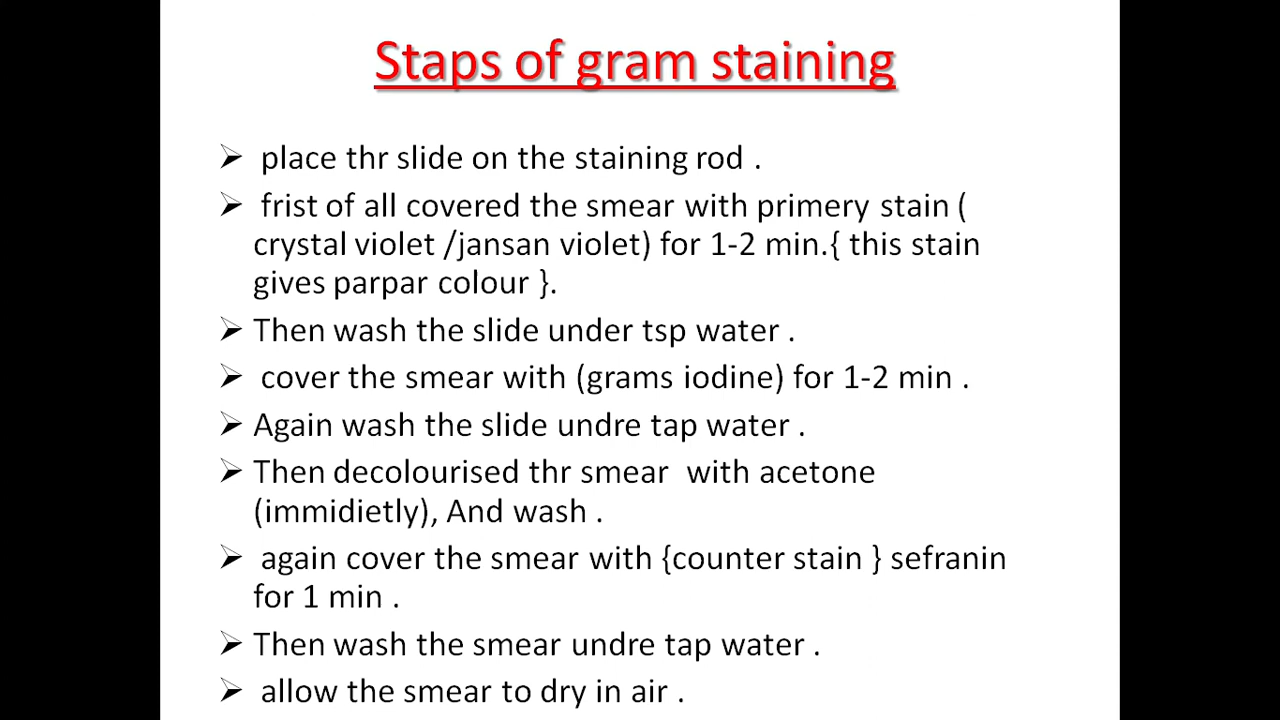 Staps of gram staining
place thr slide on the staining rod .
frist of all covered the smear with primery stain (
crystal violet /jansan violet) for 1-2 min.{ this stain
gives parpar colour }.
Then wash the slide under tsp water .
cover the smear with (grams iodine) for 1-2 min .
Again wash the slide undre tap water .
Then decolourised thr smear with acetone
(immidietly), And wash .
again cover the smear with {counter stain } sefranin
for 1 min .
Then wash the smear undre tap water .
allow the smear to dry in air .